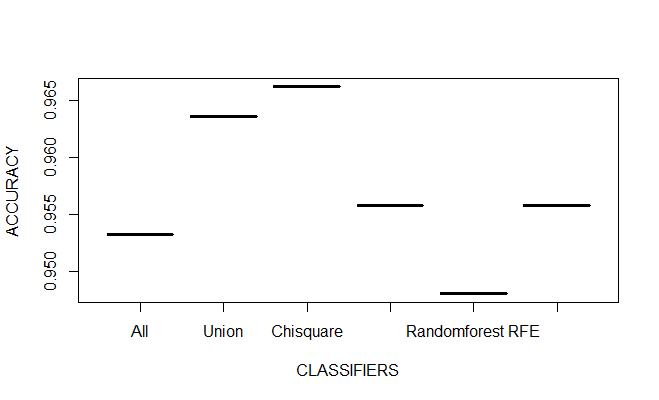 ACCURACY
0.965
0.960
0.955
0.950
All Union Chisquare Randomforest RFE
CLASSIFIERS